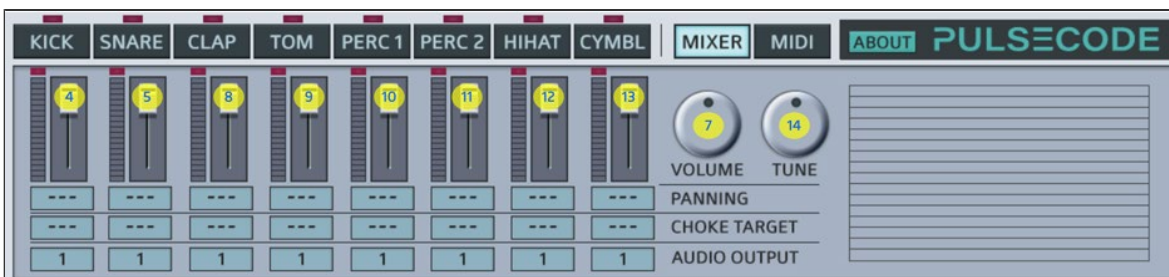 KICK SNARE CLAP TOM PERC 1 PERC 2 HIHAT CYMBL MIXER MIDI ABOUT PULSECODE
4 5 8 9 10 11 12 13 7 14
VOLUME TUNE
--- --- --- --- --- --- --- --- PANNING
--- --- --- --- --- --- --- --- CHOKE TARGET
1 1 1 1 1 1 1 1 AUDIO OUTPUT